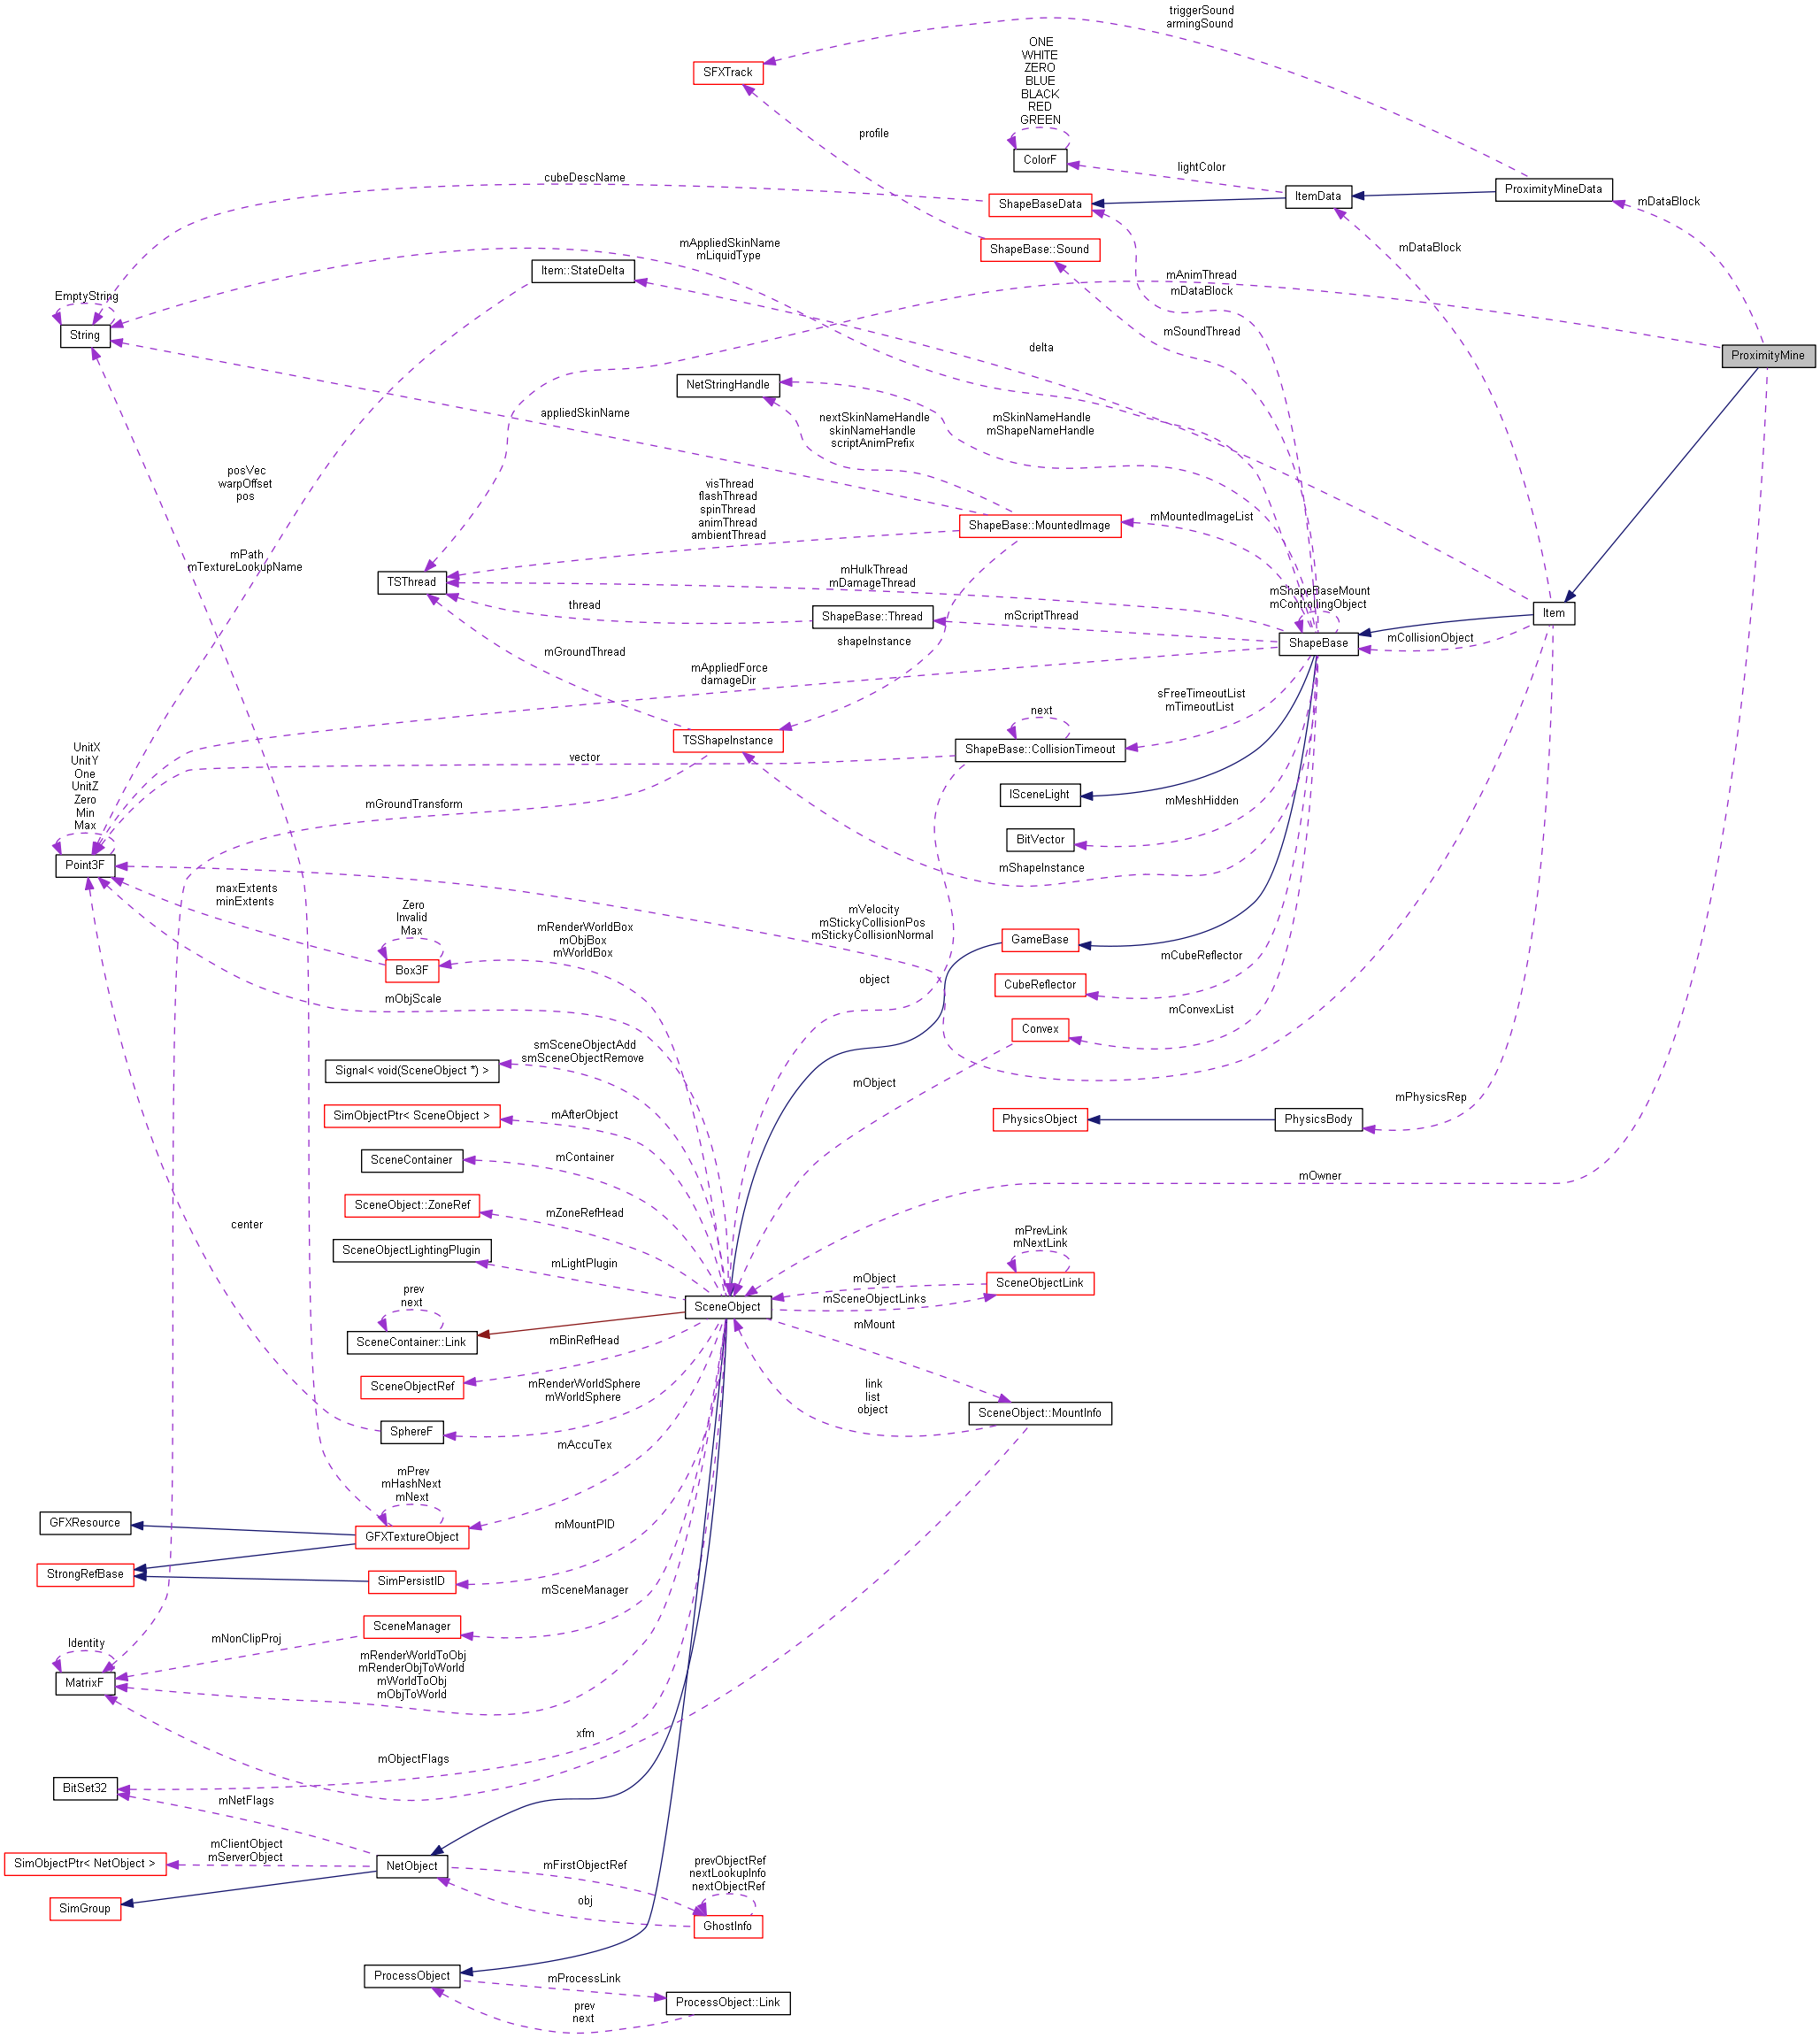 triggerSound
armingSound
ONE
WHITE
ZERO
BLUE
BLACK
RED
GREEN
SFXTrack
profile
ColorF
lightColor
cubeDescName
ShapeBaseData
ItemData
ProximityMineData
mDataBlock
mAppliedSkinName
mLiquidType
ShapeBase::Sound
mDataBlock
Item::StateDelta
mAnimThread
mDataBlock
EmptyString
String
mSoundThread
delta
ProximityMine
NetStringHandle
appliedSkinName
nextSkinNameHandle
skinNameHandle
scriptAnimPrefix
mSkinNameHandle
mShapeNameHandle
posVec
warpOffset
pos
visThread
flashThread
spinThread
animThread
ambientThread
ShapeBase::MountedImage
mMountedImageList
mPath
mTextureLookupName
TSThread
mHulkThread
mDamageThread
mShapeBaseMount
mControllingObject
thread
ShapeBase::Thread
mScriptThread
Item
shapeInstance
ShapeBase
mCollisionObject
mGroundThread
mAppliedForce
damageDir
sFreeTimeoutList
mTimeoutList
next
TSShapeInstance
ShapeBase::CollisionTimeout
vector
UnitX
UnitY
One
UnitZ
Zero
Min
Max
mGroundTransform
ISceneLight
mMeshHidden
BitVector
Point3F
mShapeInstance
maxExtents
minExtents
Zero
Invalid
Max
mRenderWorldBox
mObjBox
mWorldBox
mVelocity
mStickyCollisionPos
mStickyCollisionNormal
GameBase
Box3F
mCubeReflector
object
CubeReflector
mObjScale
mConvexList
Convex
smSceneObjectAdd
smSceneObjectRemove
Signal< void(SceneObject *) >
mObject
mPhysicsRep
SimObjectPtr< SceneObject >
mAfterObject
PhysicsObject
PhysicsBody
SceneContainer
mContainer
mOwner
SceneObject::ZoneRef
mZoneRefHead
center
mPrevLink
mNextLink
SceneObjectLightingPlugin
mLightPlugin
mObject
SceneObjectLink
prev
next
SceneObject
mSceneObjectLinks
mMount
SceneContainer::Link
mBinRefHead
SceneObjectRef
mRenderWorldSphere
mWorldSphere
link
list
object
SceneObject::MountInfo
SphereF
mAccuTex
mPrev
mHashNext
mNext
GFXResource
GFXTextureObject
mMountPID
StrongRefBase
SimPersistID
mSceneManager
SceneManager
mNonClipProj
Identity
MatrixF
mRenderWorldToObj
mRenderObjToWorld
mWorldToObj
mObjToWorld
xfm
mObjectFlags
BitSet32
mNetFlags
mClientObject
mServerObject
SimObjectPtr< NetObject >
NetObject
mFirstObjectRef
prevObjectRef
nextLookupInfo
nextObjectRef
SimGroup
obj
GhostInfo
ProcessObject
mProcessLink
ProcessObject::Link
prev
next